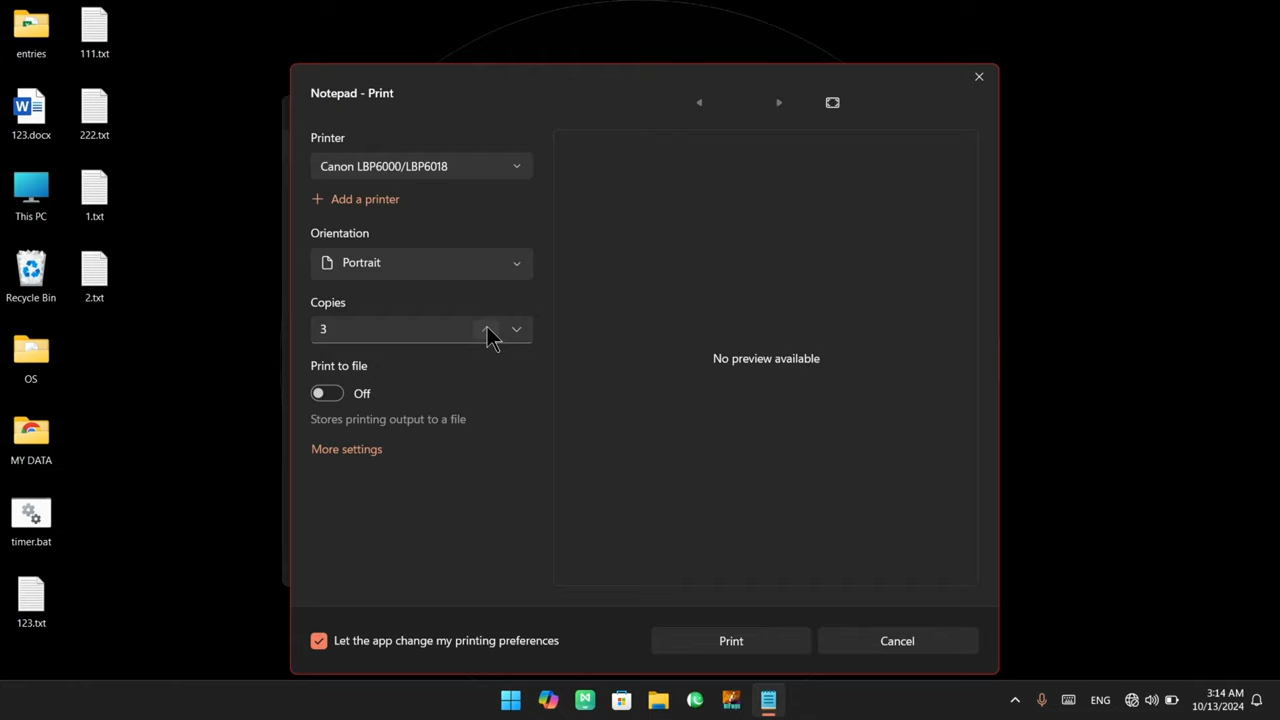 entries
111.txt
123.docx
222.txt
This PC
1.txt
Recycle Bin
2.txt
OS
MY DATA
timer.bat
123.txt
Notepad - Print
Printer
Canon LBP6000/LBP6018
Add a printer
Orientation
Portrait
Copies
3
Print to file
Off
Stores printing output to a file
More settings
No preview available
Let the app change my printing preferences
Print
Cancel
ENG
3:14 AM
10/13/2024